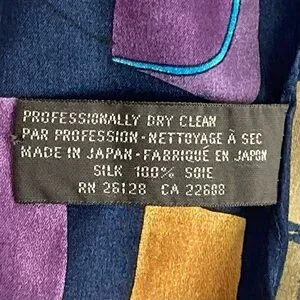 PROFESSIONALLY DRY CLEAN
PAR PROFESSION-NETTOYAGE À SEC
MADE IN JAPAN-FABRIQUÉ EN JAPON
SILK 100% SOIE
RN 26128 CA 22608